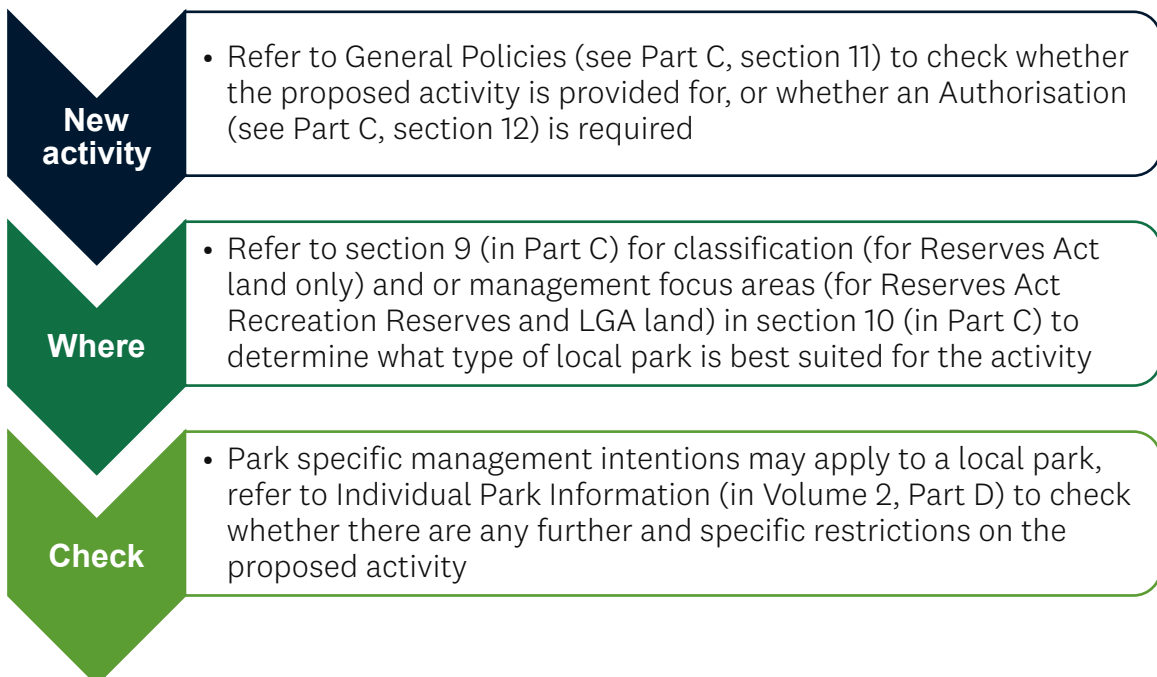 New
activity
• Refer to General Policies (see Part C, section 11) to check whether
the proposed activity is provided for, or whether an Authorisation
(see Part C, section 12) is required
Where
• Refer to section 9 (in Part C) for classification (for Reserves Act
land only) and or management focus areas (for Reserves Act
Recreation Reserves and LGA land) in section 10 (in Part C) to
determine what type of local park is best suited for the activity
Check
• Park specific management intentions may apply to a local park,
refer to Individual Park Information (in Volume 2, Part D) to check
whether there are any further and specific restrictions on the
proposed activity